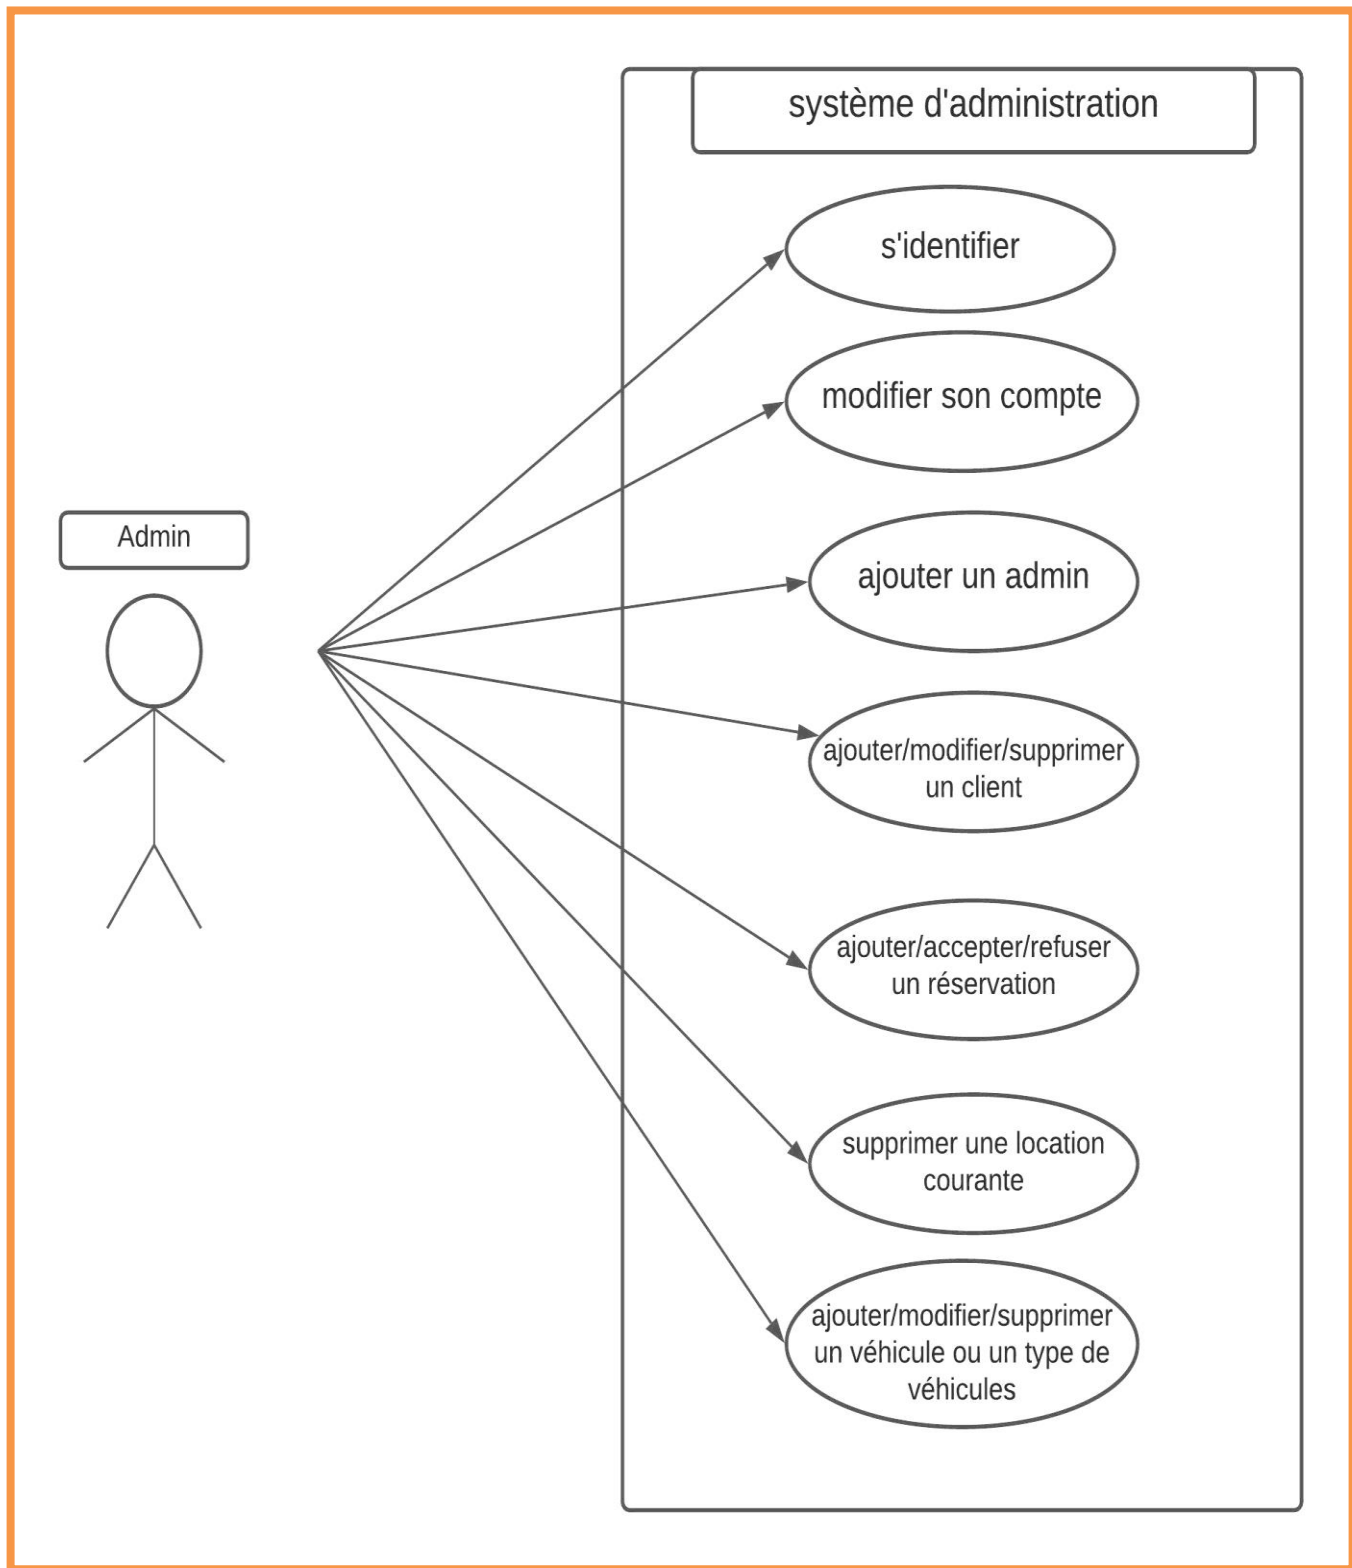 système d'administration
s'identifier
modifier son compte
Admin
ajouter un admin
ajouter/modifier/supprimer
un client
ajouter/accepter/refuser
un réservation
supprimer une location
courante
ajouter/modifier/supprimer
un véhicule ou un type de
véhicules